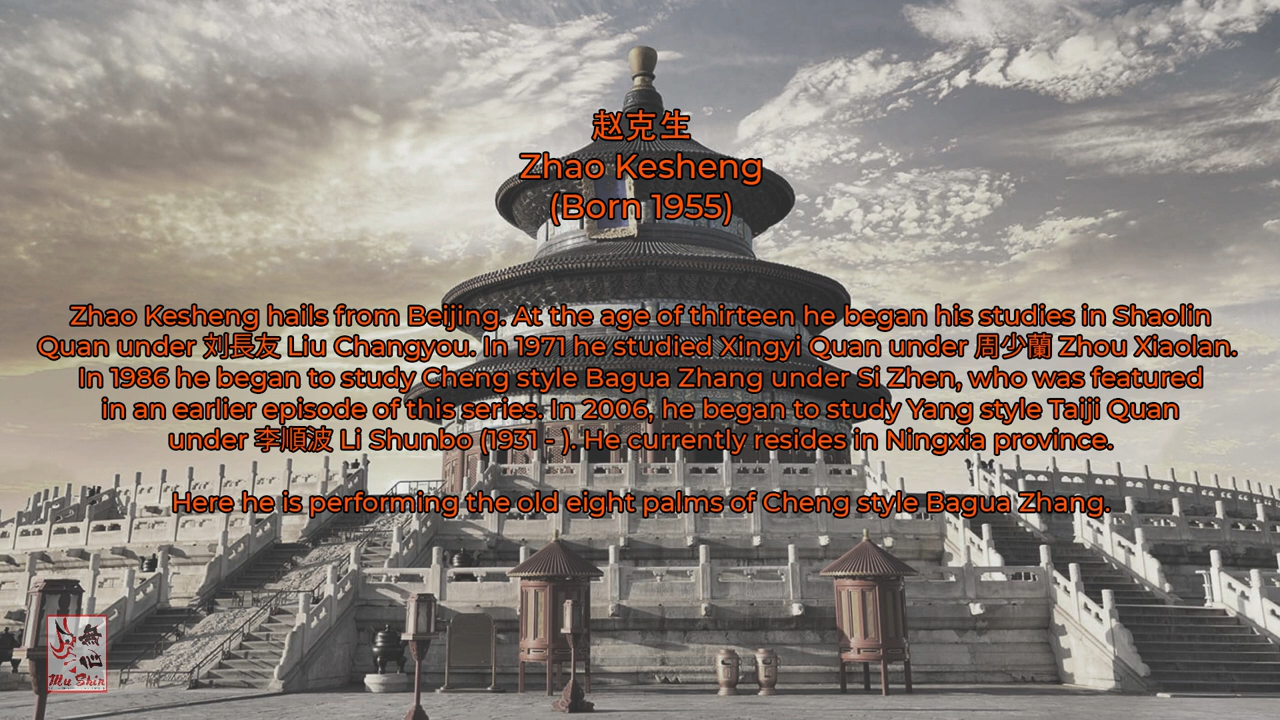 赵克生
Zhao Kesheng
(Born 1955)
Zhao Kesheng hails from Beijing. At the age of thirteen he began his studies in Shaolin
Quan under 刘長友 Liu Changyou. In 1971 he studied Xingyi Quan under 周少蘭 Zhou Xiaolan.
In 1986 he began to study Cheng style Bagua Zhang under Si Zhen, who was featured
in an earlier episode of this series. In 2006, he began to study Yang style Taiji Quan
under 李順波 Li Shunbo (1931 - ). He currently resides in Ningxia province.
Here he is performing the old eight palms of Cheng style Bagua Zhang.
無心
Mu Shin